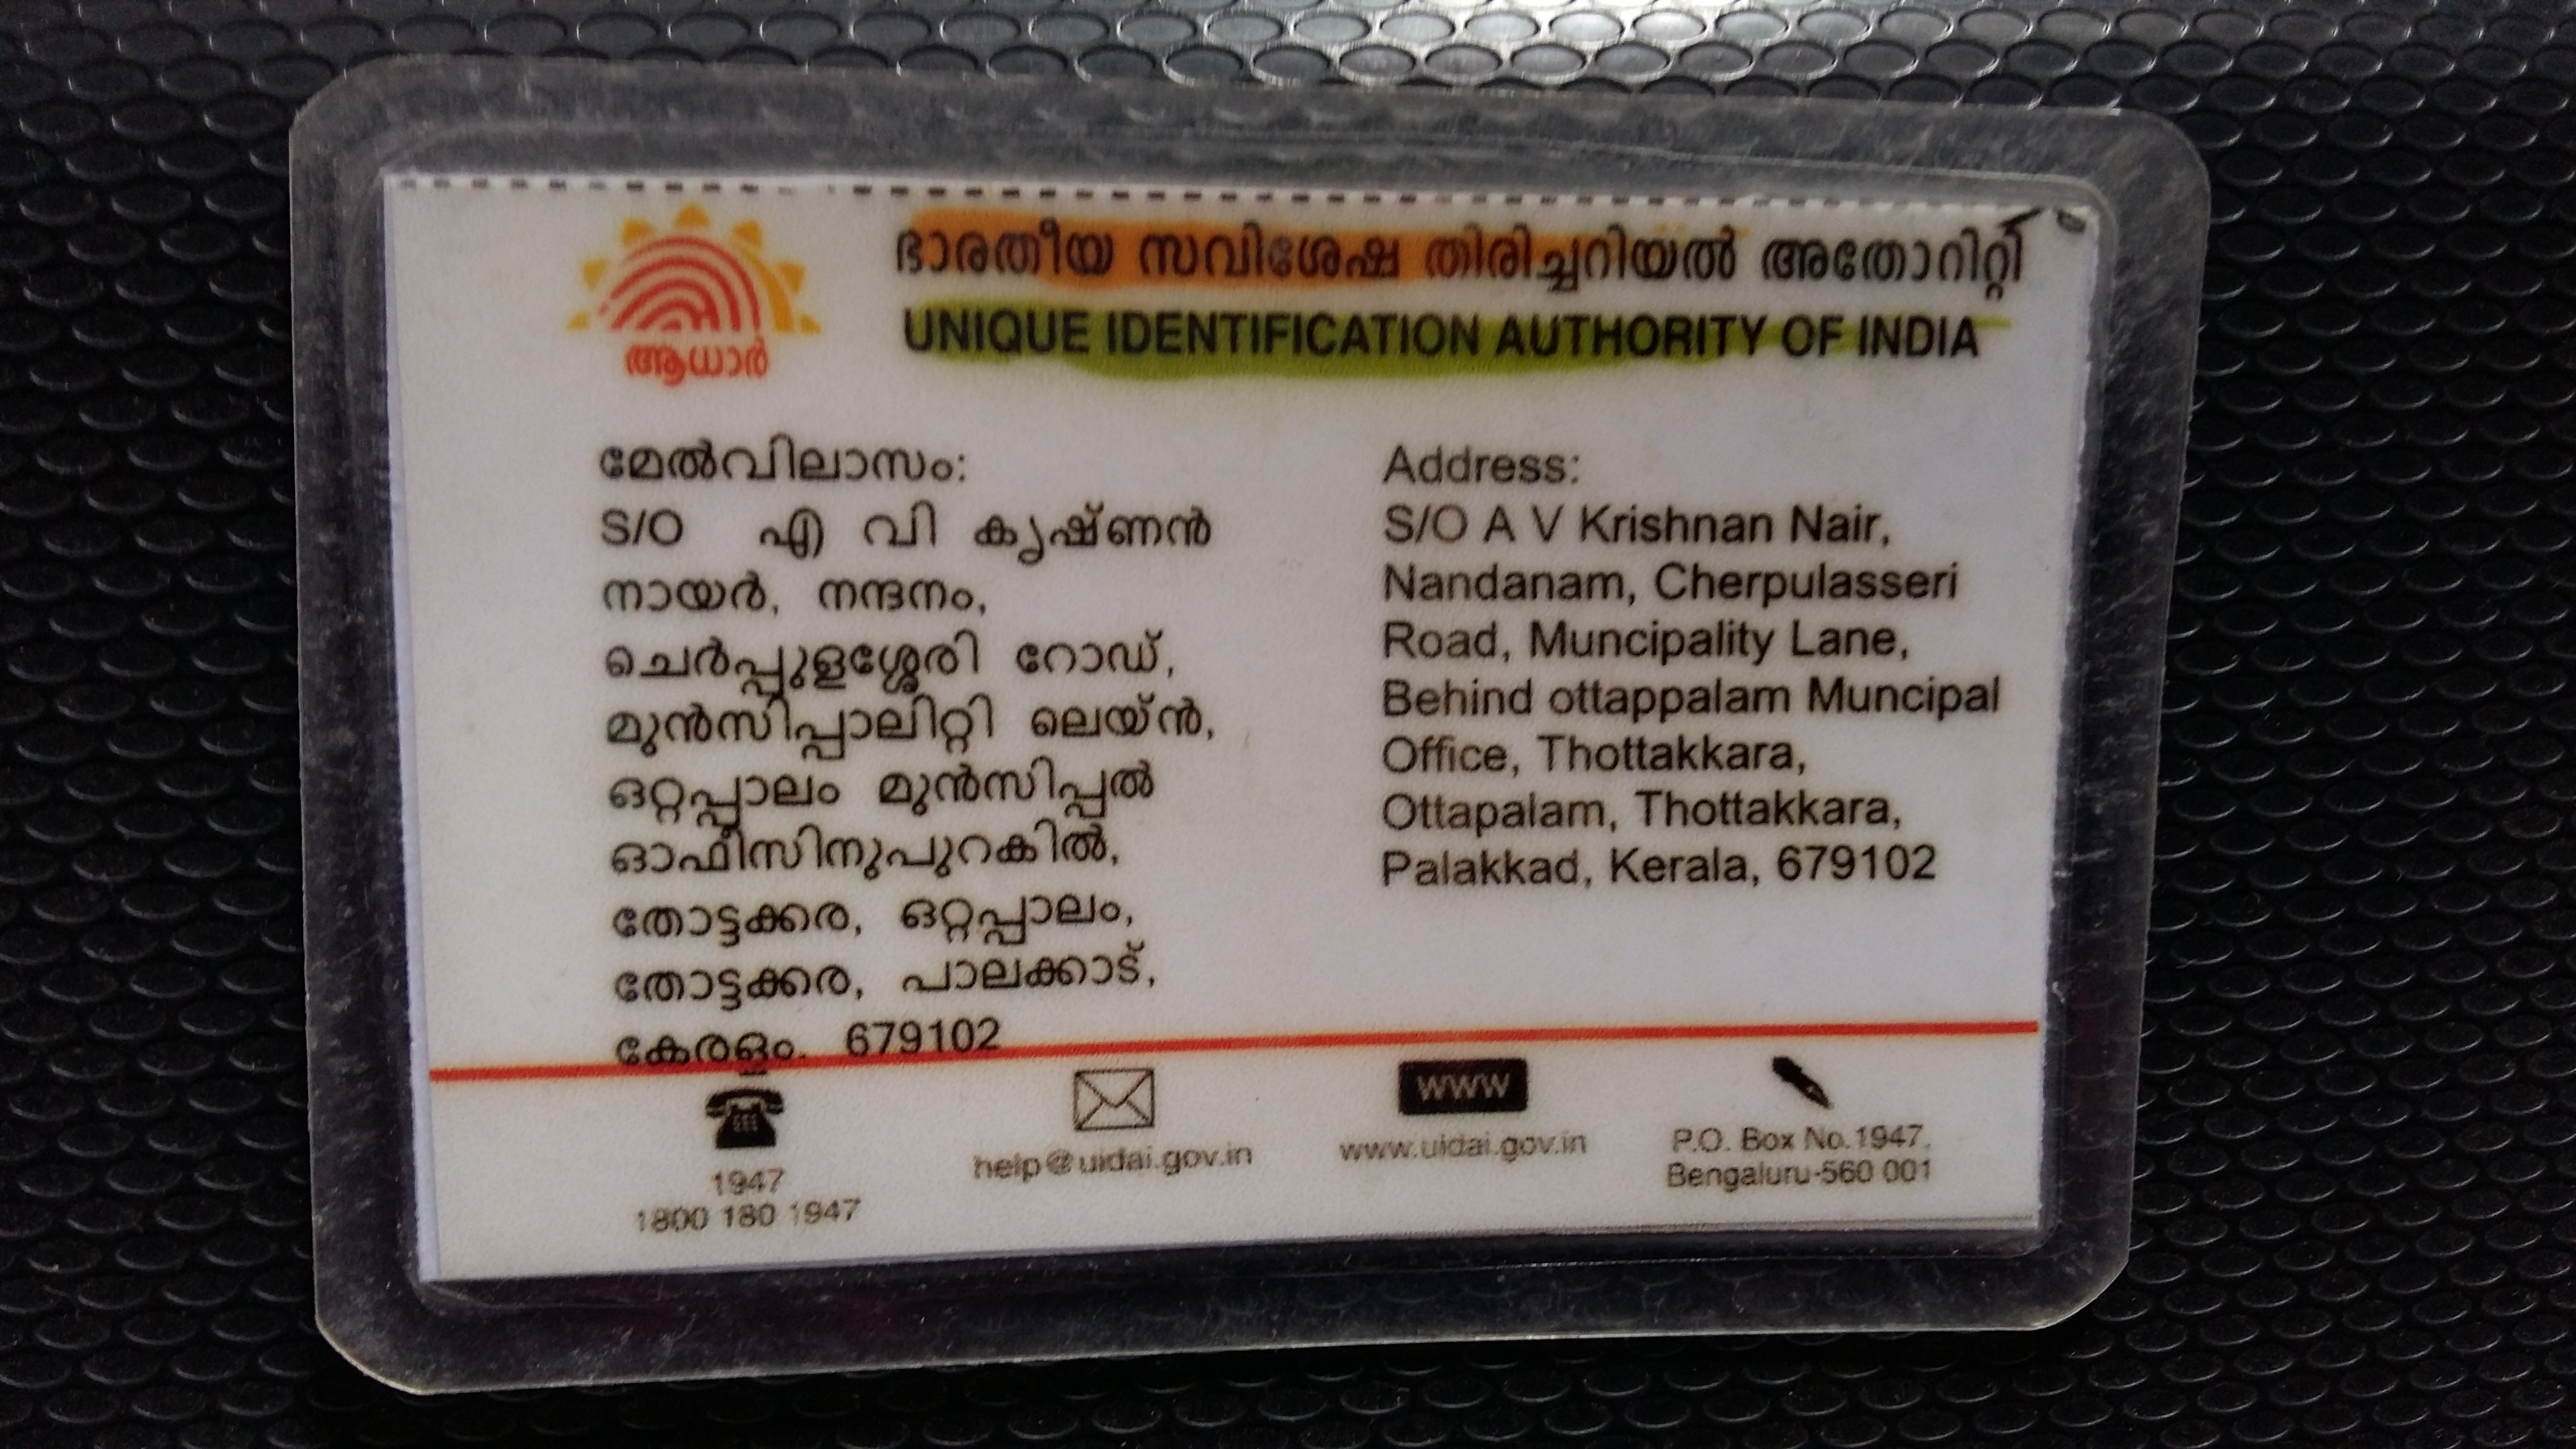 ഭാരതീയ സവിശേഷ തിരിച്ചറിയൽ അതോറിറ്റി
UNIQUE IDENTIFICATION AUTHORITY OF INDIA
ആധാർ
മേൽവിലാസം:
S/O എ വി കൃഷ്ണൻ
നായർ, നന്ദനം,
ചെർപ്പുളശ്ശേരി റോഡ്,
മുൻസിപ്പാലിറ്റി ലെയ്ൻ,
ഒറ്റപ്പാലം മുൻസിപ്പൽ
ഓഫീസിനുപുറകിൽ,
തോട്ടക്കര, ഒറ്റപ്പാലം,
തോട്ടക്കര, പാലക്കാട്,
കേരളം, 679102
Address:
S/O A V Krishnan Nair,
Nandanam, Cherpulasseri
Road, Muncipality Lane,
Behind ottappalam Muncipal
Office, Thottakkara,
Ottapalam, Thottakkara,
Palakkad, Kerala, 679102
1947
1800 180 1947
help@uidai.gov.in
www
www.uidai.gov.in
P.O. Box No.1947,
Bengaluru-560 001